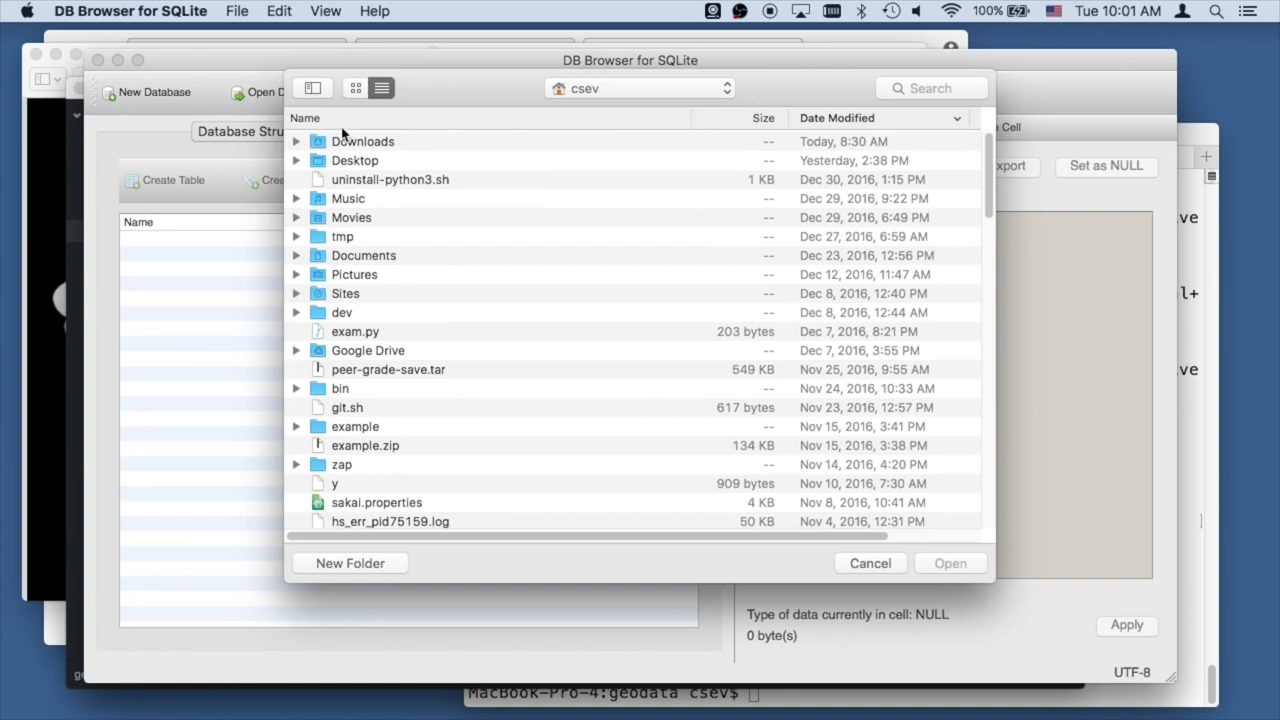 DB Browser for SQLite File Edit View Help 100% Tue 10:01 AM
DB Browser for SQLite
New Database Open D
csev Search
Name Size Date Modified
Database Stru Cell
Downloads -- Today, 8:30 AM
Desktop -- Yesterday, 2:38 PM
Create Table Crea xport Set as NULL
uninstall-python3.sh 1 KB Dec 30, 2016, 1:15 PM
Music -- Dec 29, 2016, 9:22 PM
Name
Movies -- Dec 29, 2016, 6:49 PM ve
tmp -- Dec 27, 2016, 6:59 AM
Documents -- Dec 23, 2016, 12:56 PM
Pictures -- Dec 12, 2016, 11:47 AM
Sites -- Dec 8, 2016, 12:40 PM l+
dev -- Dec 8, 2016, 12:44 AM
exam.py 203 bytes Dec 7, 2016, 8:21 PM
Google Drive -- Dec 7, 2016, 3:55 PM
peer-grade-save.tar 549 KB Nov 25, 2016, 9:55 AM ve
bin -- Nov 24, 2016, 10:33 AM
git.sh 617 bytes Nov 23, 2016, 12:57 PM
example -- Nov 15, 2016, 3:41 PM
example.zip 134 KB Nov 15, 2016, 3:38 PM
zap -- Nov 14, 2016, 4:20 PM
y 909 bytes Nov 10, 2016, 7:30 AM
sakai.properties 4 KB Nov 8, 2016, 10:41 AM
hs_err_pid75159.log 50 KB Nov 4, 2016, 12:31 PM
New Folder Cancel Open
Type of data currently in cell: NULL
0 byte(s) Apply
UTF-8
MacBook-Pro-4:geodata csev$